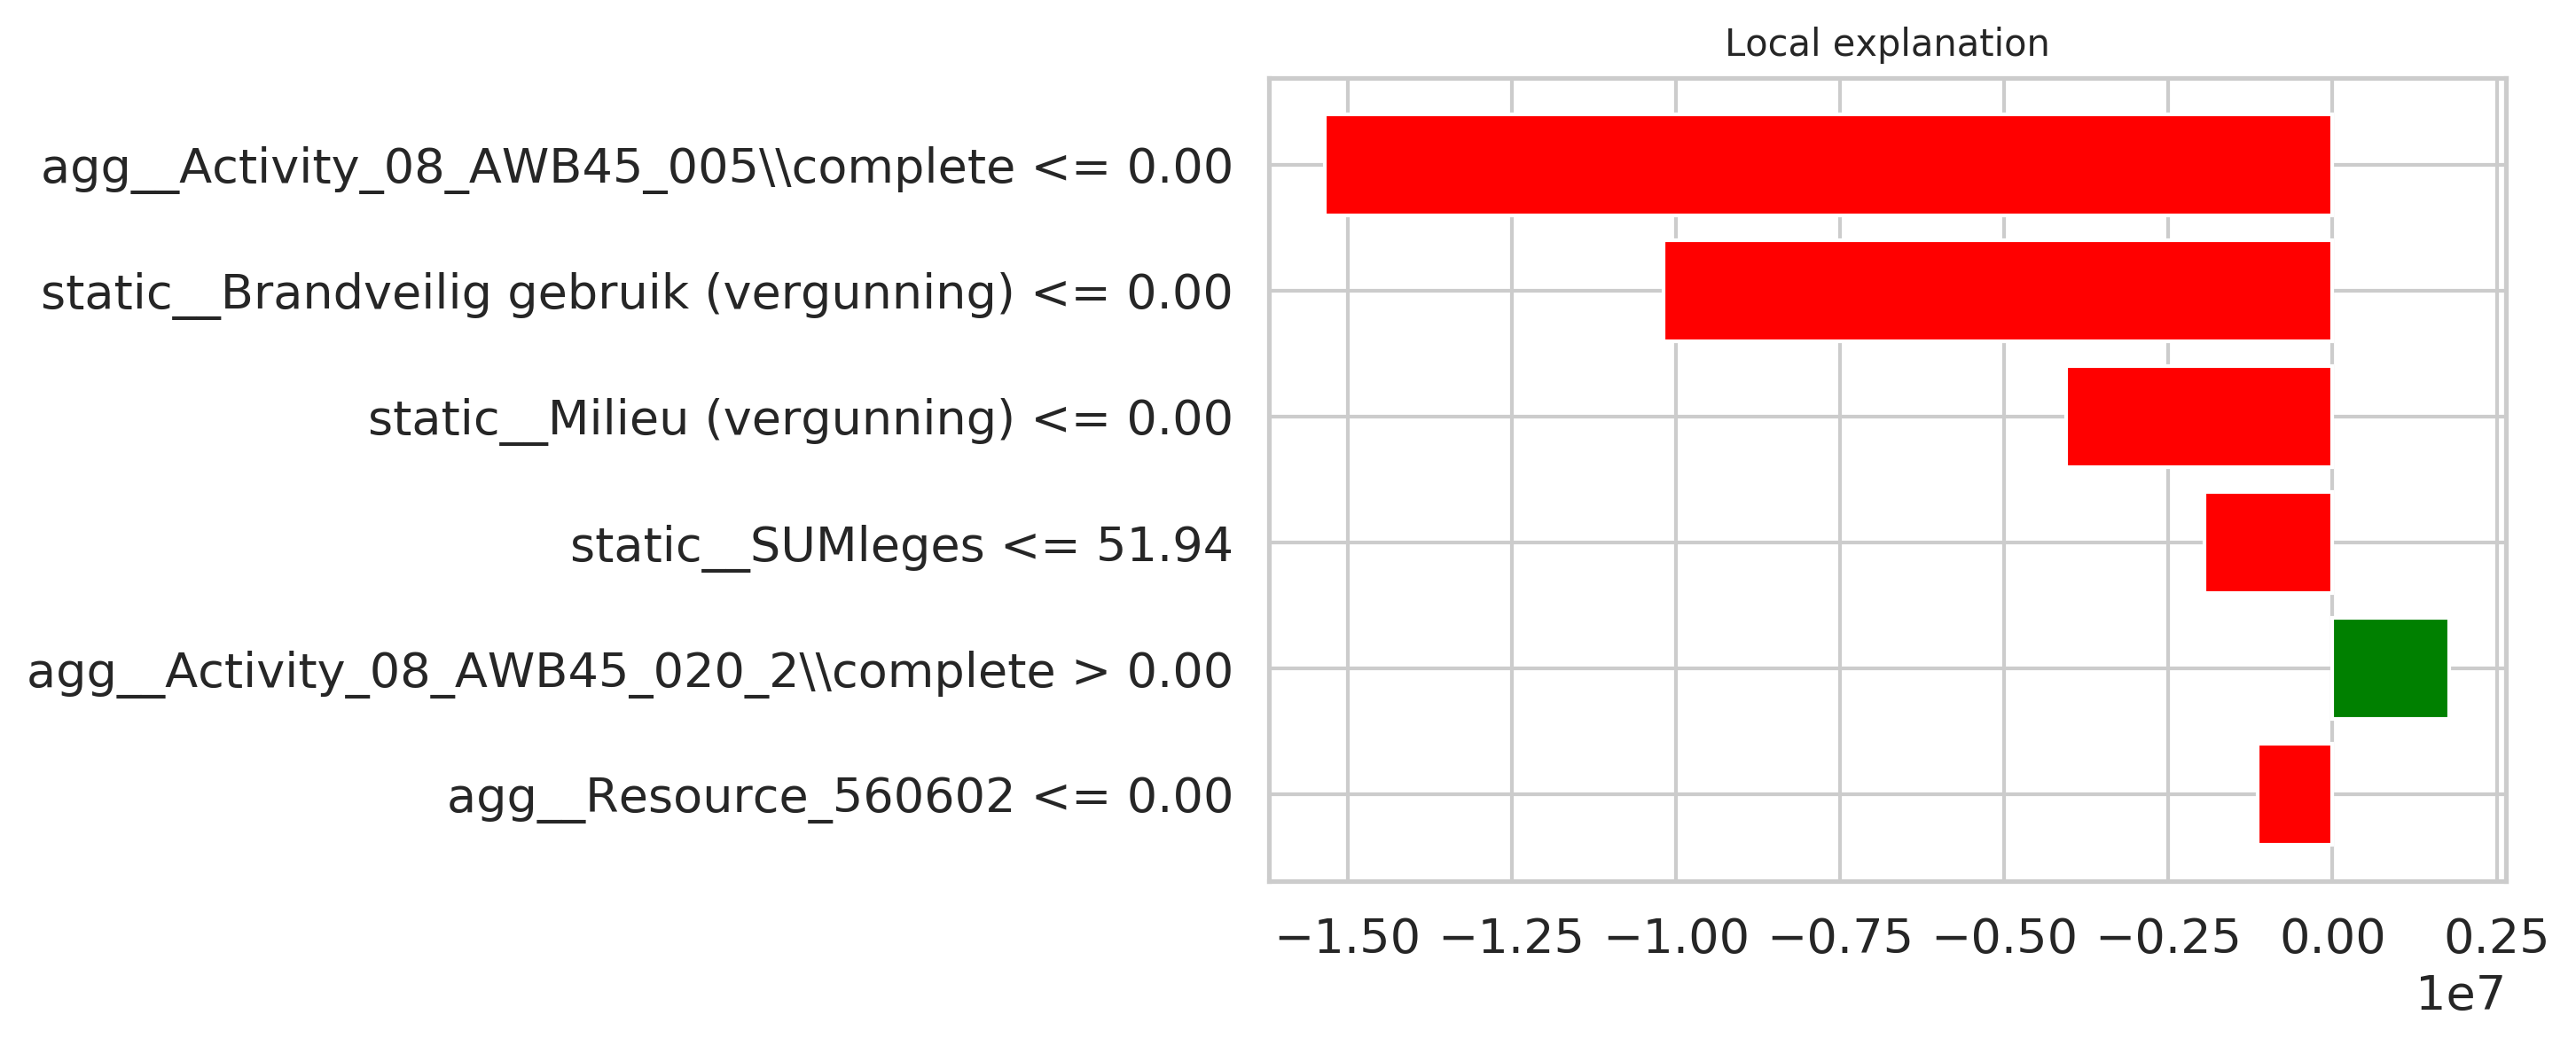 Local explanation
agg__Activity_08_AWB45_005\\complete <= 0.00
static__Brandveilig gebruik (vergunning) <= 0.00
static__Milieu (vergunning) <= 0.00
static__SUMleges <= 51.94
agg__Activity_08_AWB45_020_2\\complete > 0.00
agg__Resource_560602 <= 0.00
−1.50 −1.25 −1.00 −0.75 −0.50 −0.25 0.00 0.25
1e7